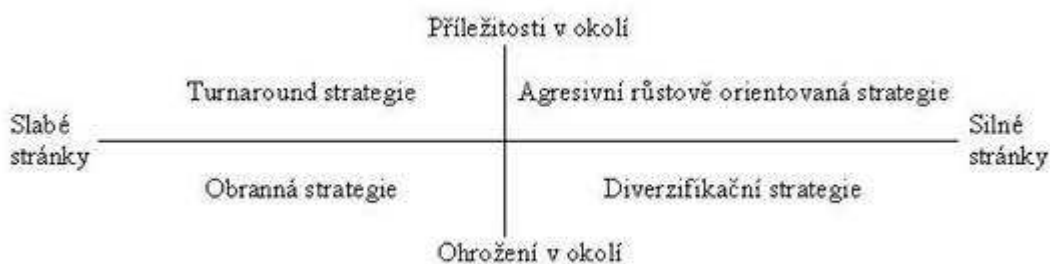 Příležitosti v okolí
Turnaround strategie
Agresivní růstově orientovaná strategie
Slabé
stránky
Silné
stránky
Obranná strategie
Diverzifikační strategie
Ohrožení v okolí